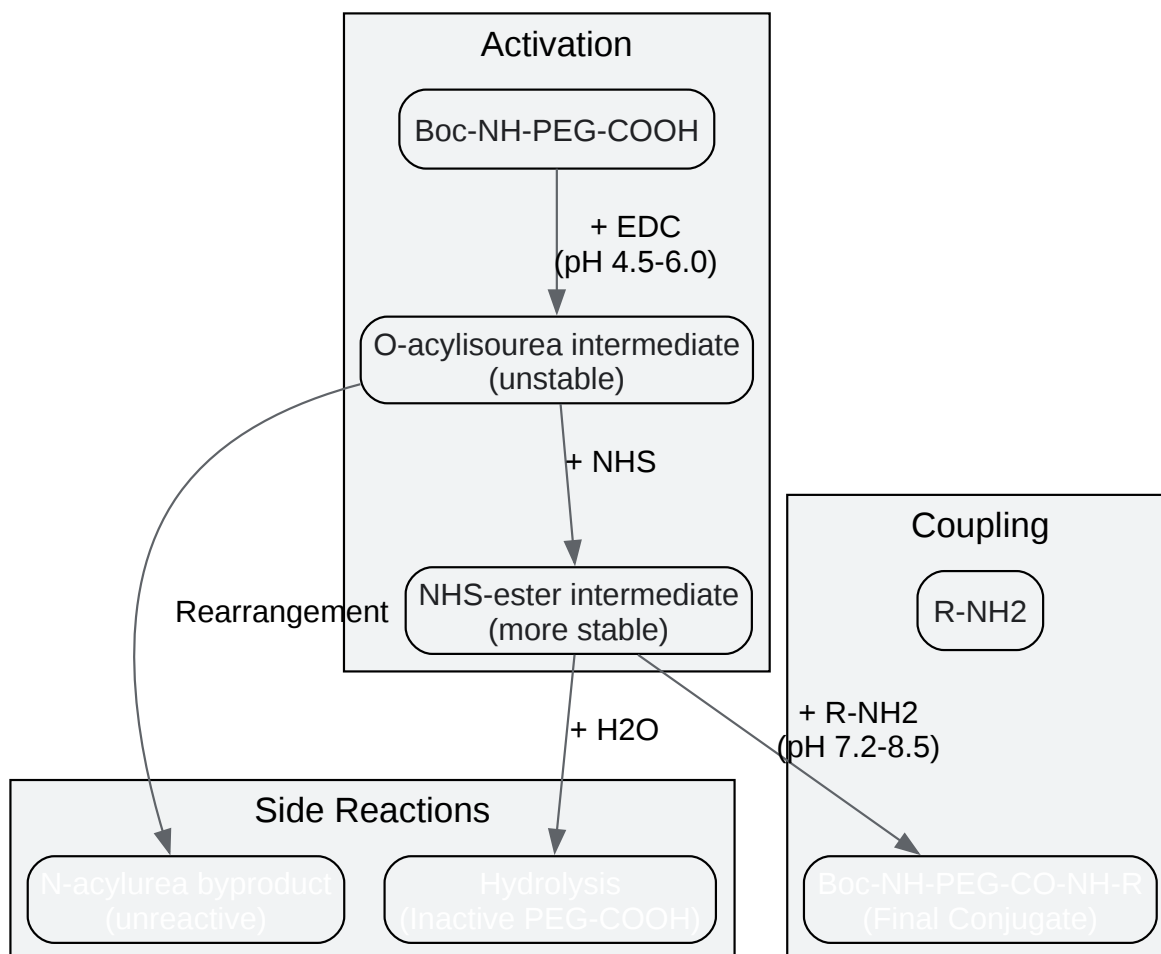 Activation
Boc-NH-PEG-COOH
+ EDC
(pH 4.5-6.0)
O-acylisourea intermediate
(unstable)
+ NHS
Rearrangement
NHS-ester intermediate
(more stable)
Coupling
R-NH2
+ H2O
+ R-NH2
(pH 7.2-8.5)
Side Reactions
N-acylurea byproduct
(unreactive)
Hydrolysis
(Inactive PEG-COOH)
Boc-NH-PEG-CO-NH-R
(Final Conjugate)